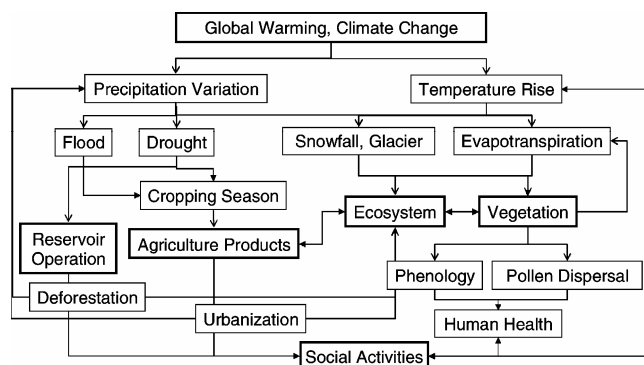 Global Warming, Climate Change
Precipitation Variation
Temperature Rise
Flood
Drought
Snowfall, Glacier
Evapotranspiration
Cropping Season
Ecosystem
Vegetation
Reservoir
Operation
Agriculture Products
Phenology
Pollen Dispersal
Deforestation
Urbanization
Human Health
Social Activities